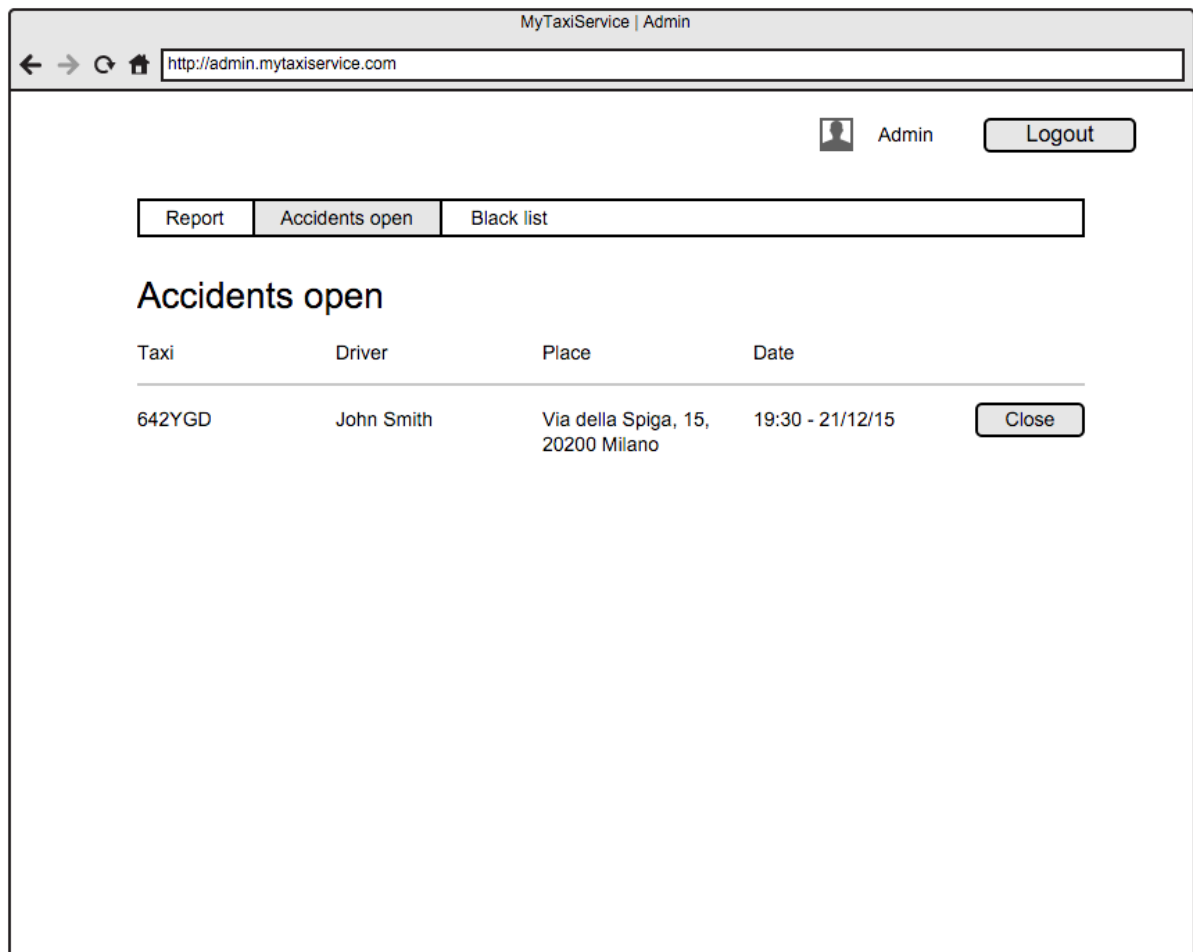 MyTaxiService | Admin
http://admin.mytaxiservice.com
Admin Logout
Report Accidents open Black list
Accidents open
Taxi Driver Place Date
642YGD John Smith Via della Spiga, 15, 19:30 - 21/12/15 Close
20200 Milano